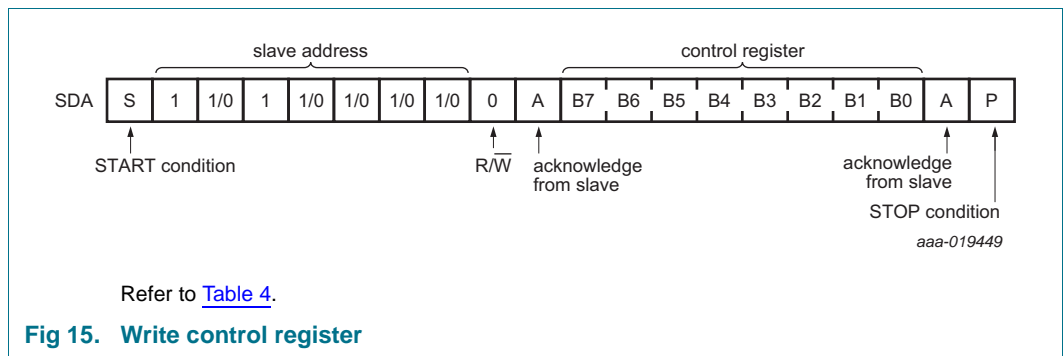 slave address
control register
SDA S 1 1/0 1 1/0 1/0 1/0 1/0 0 A B7 B6 B5 B4 B3 B2 B1 B0 A P
START condition
R/W̅
acknowledge
from slave
acknowledge
from slave
STOP condition
aaa-019449
Refer to Table 4.
Fig 15. Write control register